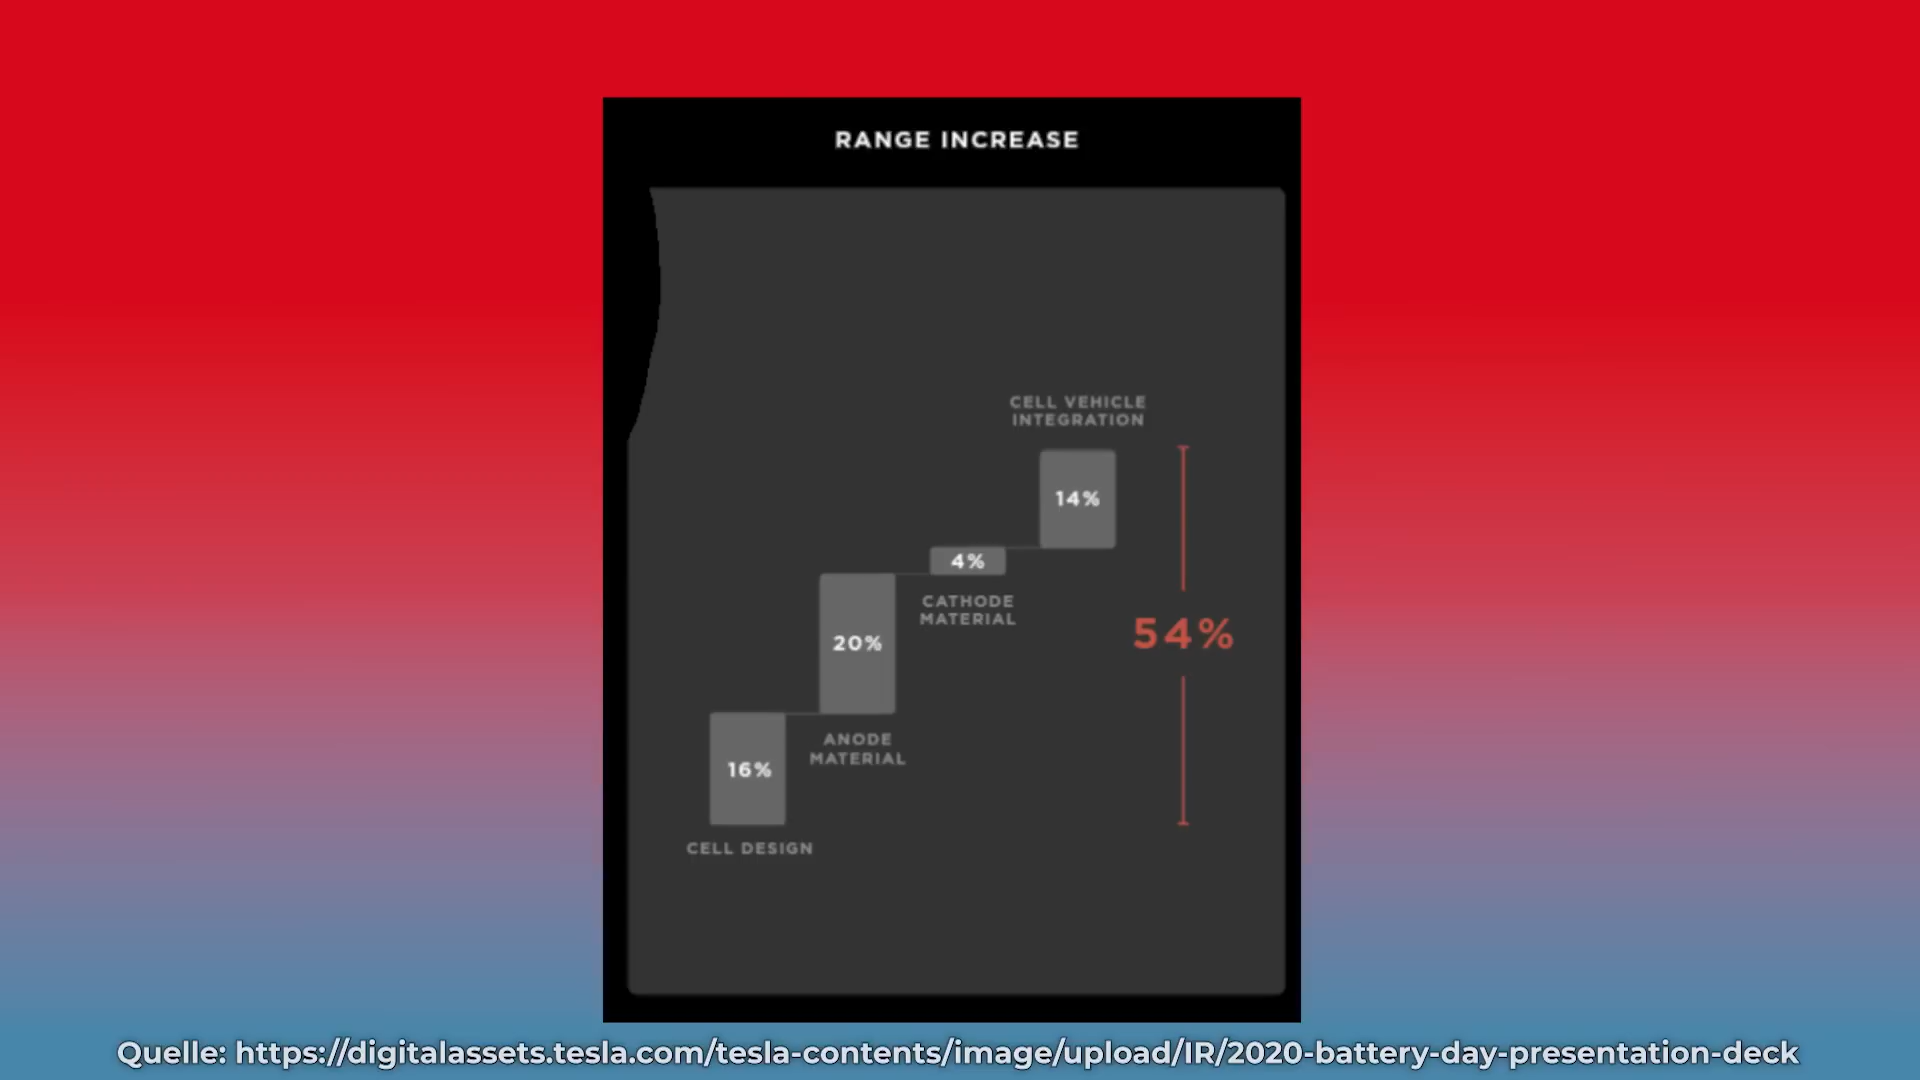 RANGE INCREASE
CELL VEHICLE
INTEGRATION
14%
4%
CATHODE
MATERIAL
54%
20%
ANODE
MATERIAL
16%
CELL DESIGN
Quelle: https://digitalassets.tesla.com/tesla-contents/image/upload/IR/2020-battery-day-presentation-deck